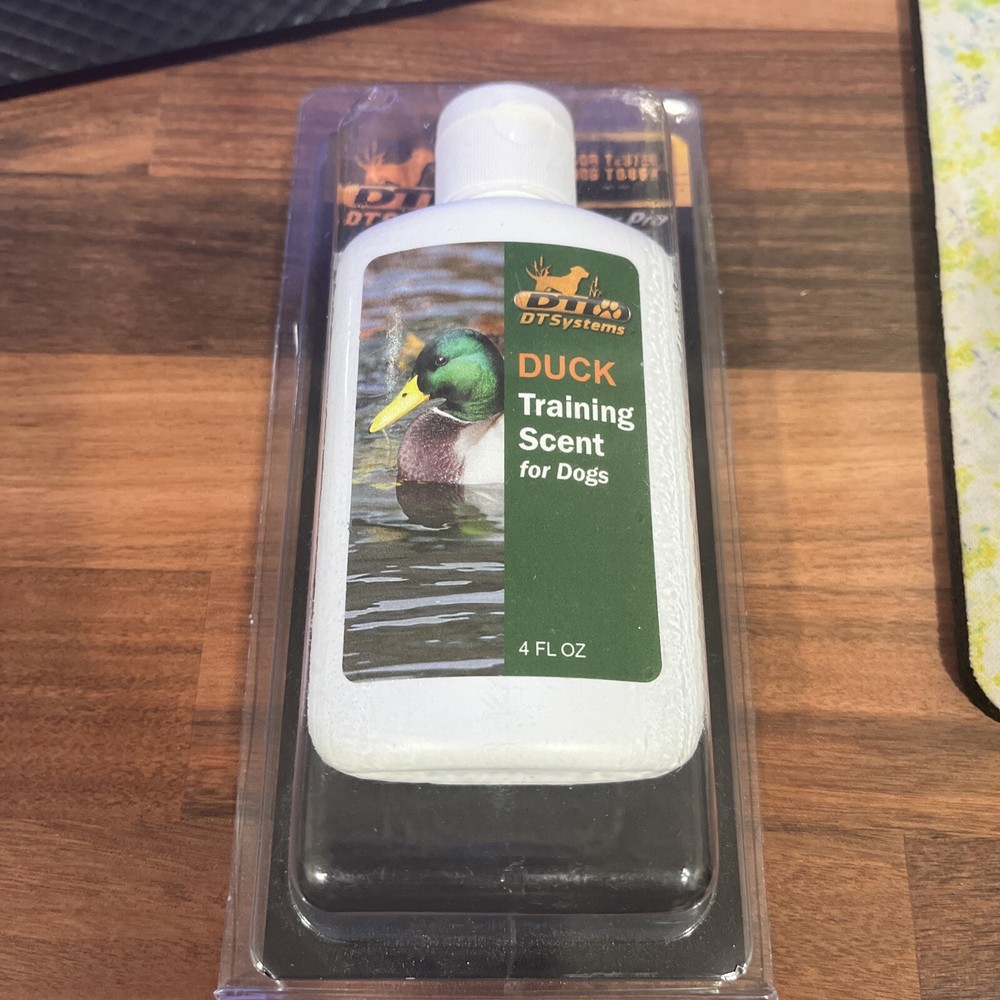 DT
DTSystems
DUCK
Training
Scent
for Dogs
4 FL OZ